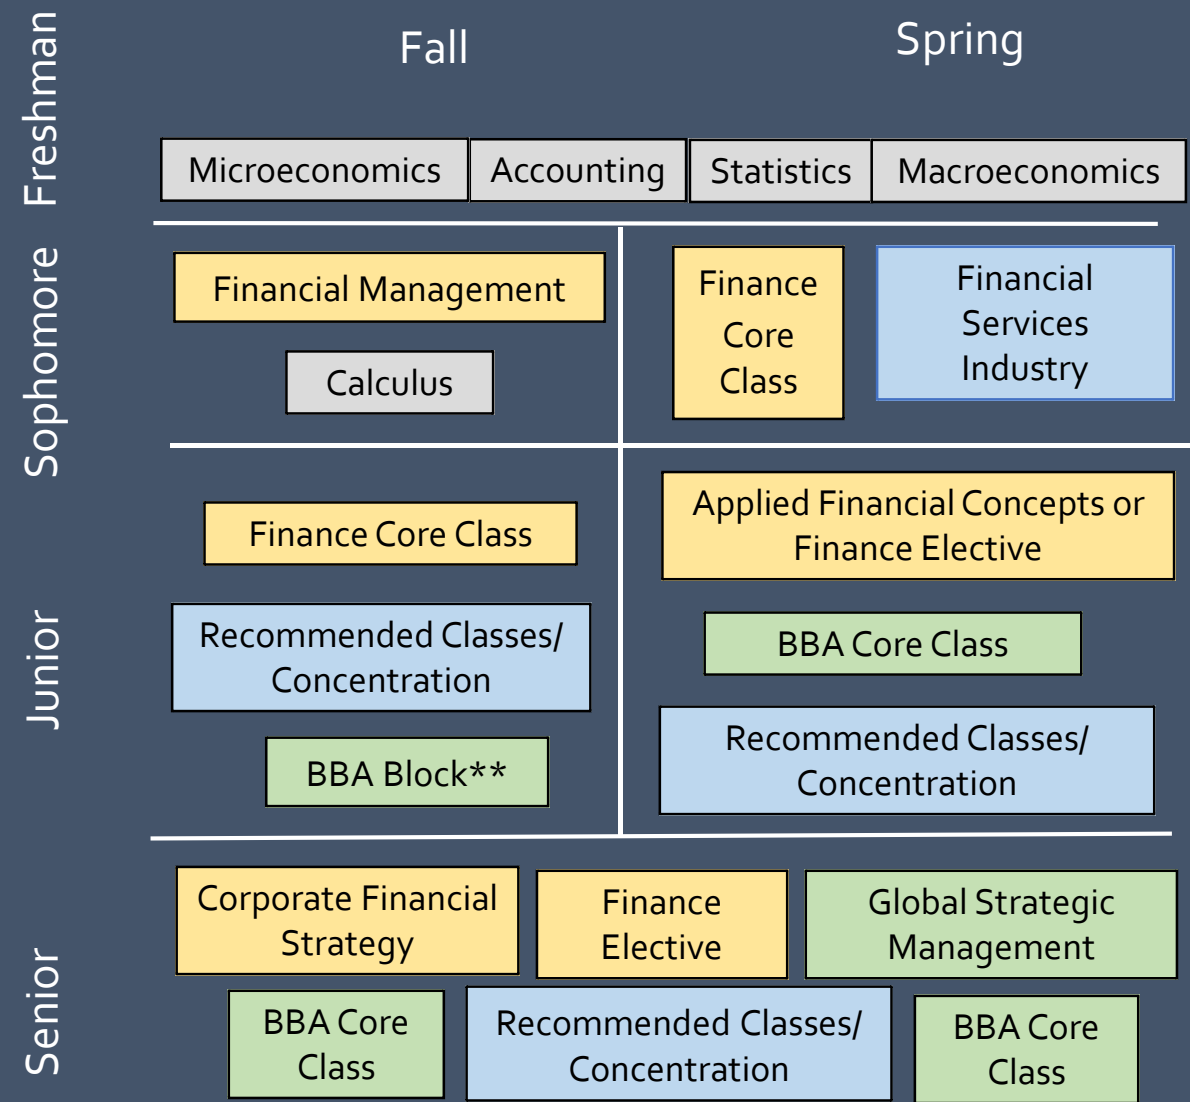 Fall
Spring
Freshman
Microeconomics
Accounting
Statistics
Macroeconomics
Sophomore
Financial Management
Calculus
Finance
Core
Class
Financial
Services
Industry
Junior
Finance Core Class
Recommended Classes/
Concentration
BBA Block**
Applied Financial Concepts or
Finance Elective
BBA Core Class
Recommended Classes/
Concentration
Senior
Corporate Financial
Strategy
Finance
Elective
Global Strategic
Management
BBA Core
Class
Recommended Classes/
Concentration
BBA Core
Class